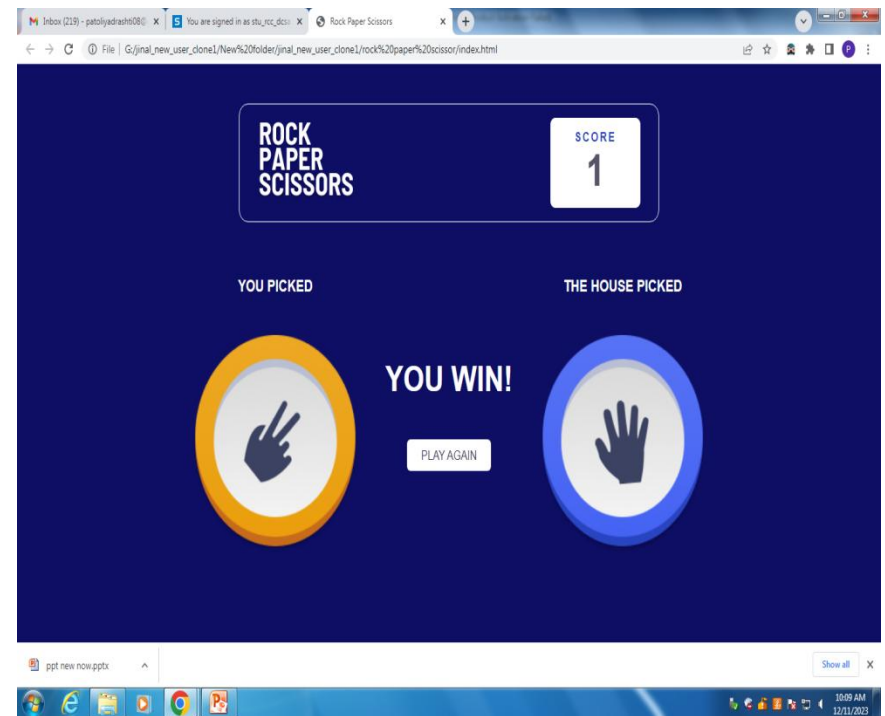 Inbox (219) - patoliyadrashti08@
You are signed in as stu_rcc_dcsa
Rock Paper Scissors
File | G:/jinal_new_user_clone1/New%20folder/jinal_new_user_clone1/rock%20paper%20scissor/index.html
P
ROCK
PAPER
SCISSORS
SCORE
1
YOU PICKED
THE HOUSE PICKED
YOU WIN!
PLAY AGAIN
ppt new now.pptx
Show all
10:09 AM
12/11/2023